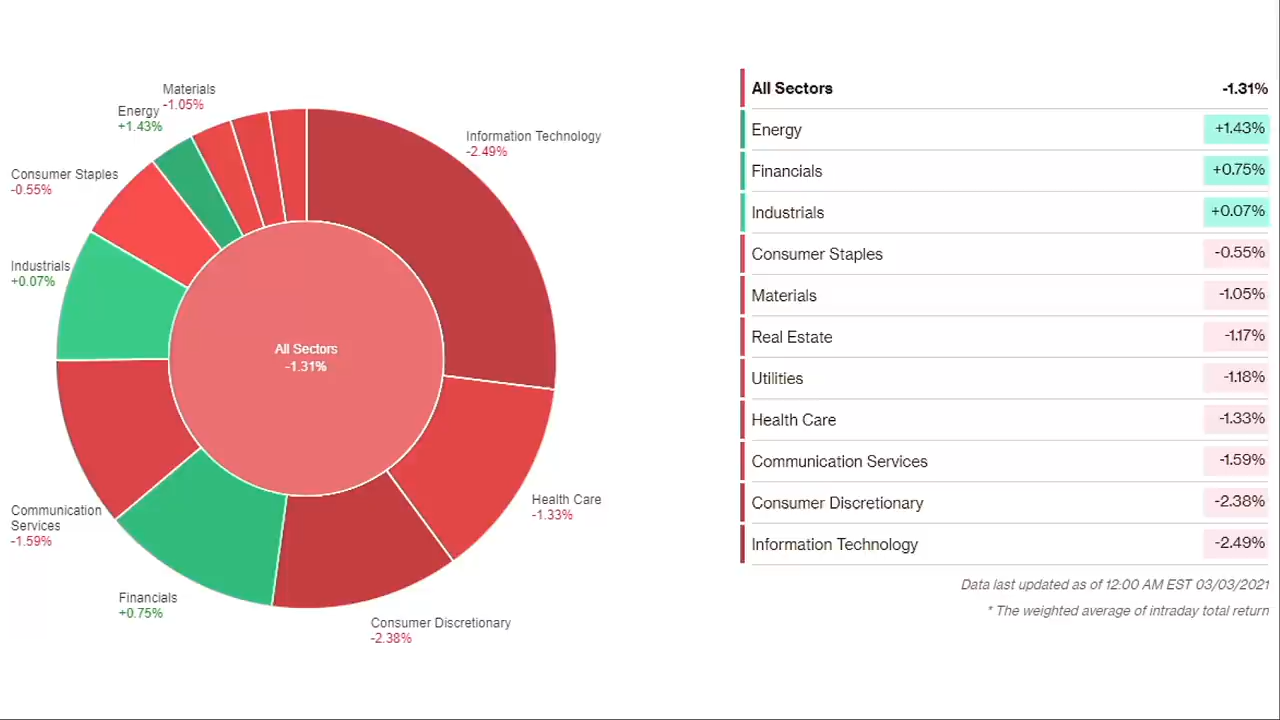 Materials
-1.05%
Energy
+1.43%
Information Technology
-2.49%
Consumer Staples
-0.55%
Industrials
+0.07%
All Sectors
-1.31%
Health Care
-1.33%
Communication
Services
-1.59%
Financials
+0.75%
Consumer Discretionary
-2.38%
All Sectors -1.31%
Energy +1.43%
Financials +0.75%
Industrials +0.07%
Consumer Staples -0.55%
Materials -1.05%
Real Estate -1.17%
Utilities -1.18%
Health Care -1.33%
Communication Services -1.59%
Consumer Discretionary -2.38%
Information Technology -2.49%
Data last updated as of 12:00 AM EST 03/03/2021
* The weighted average of intraday total return